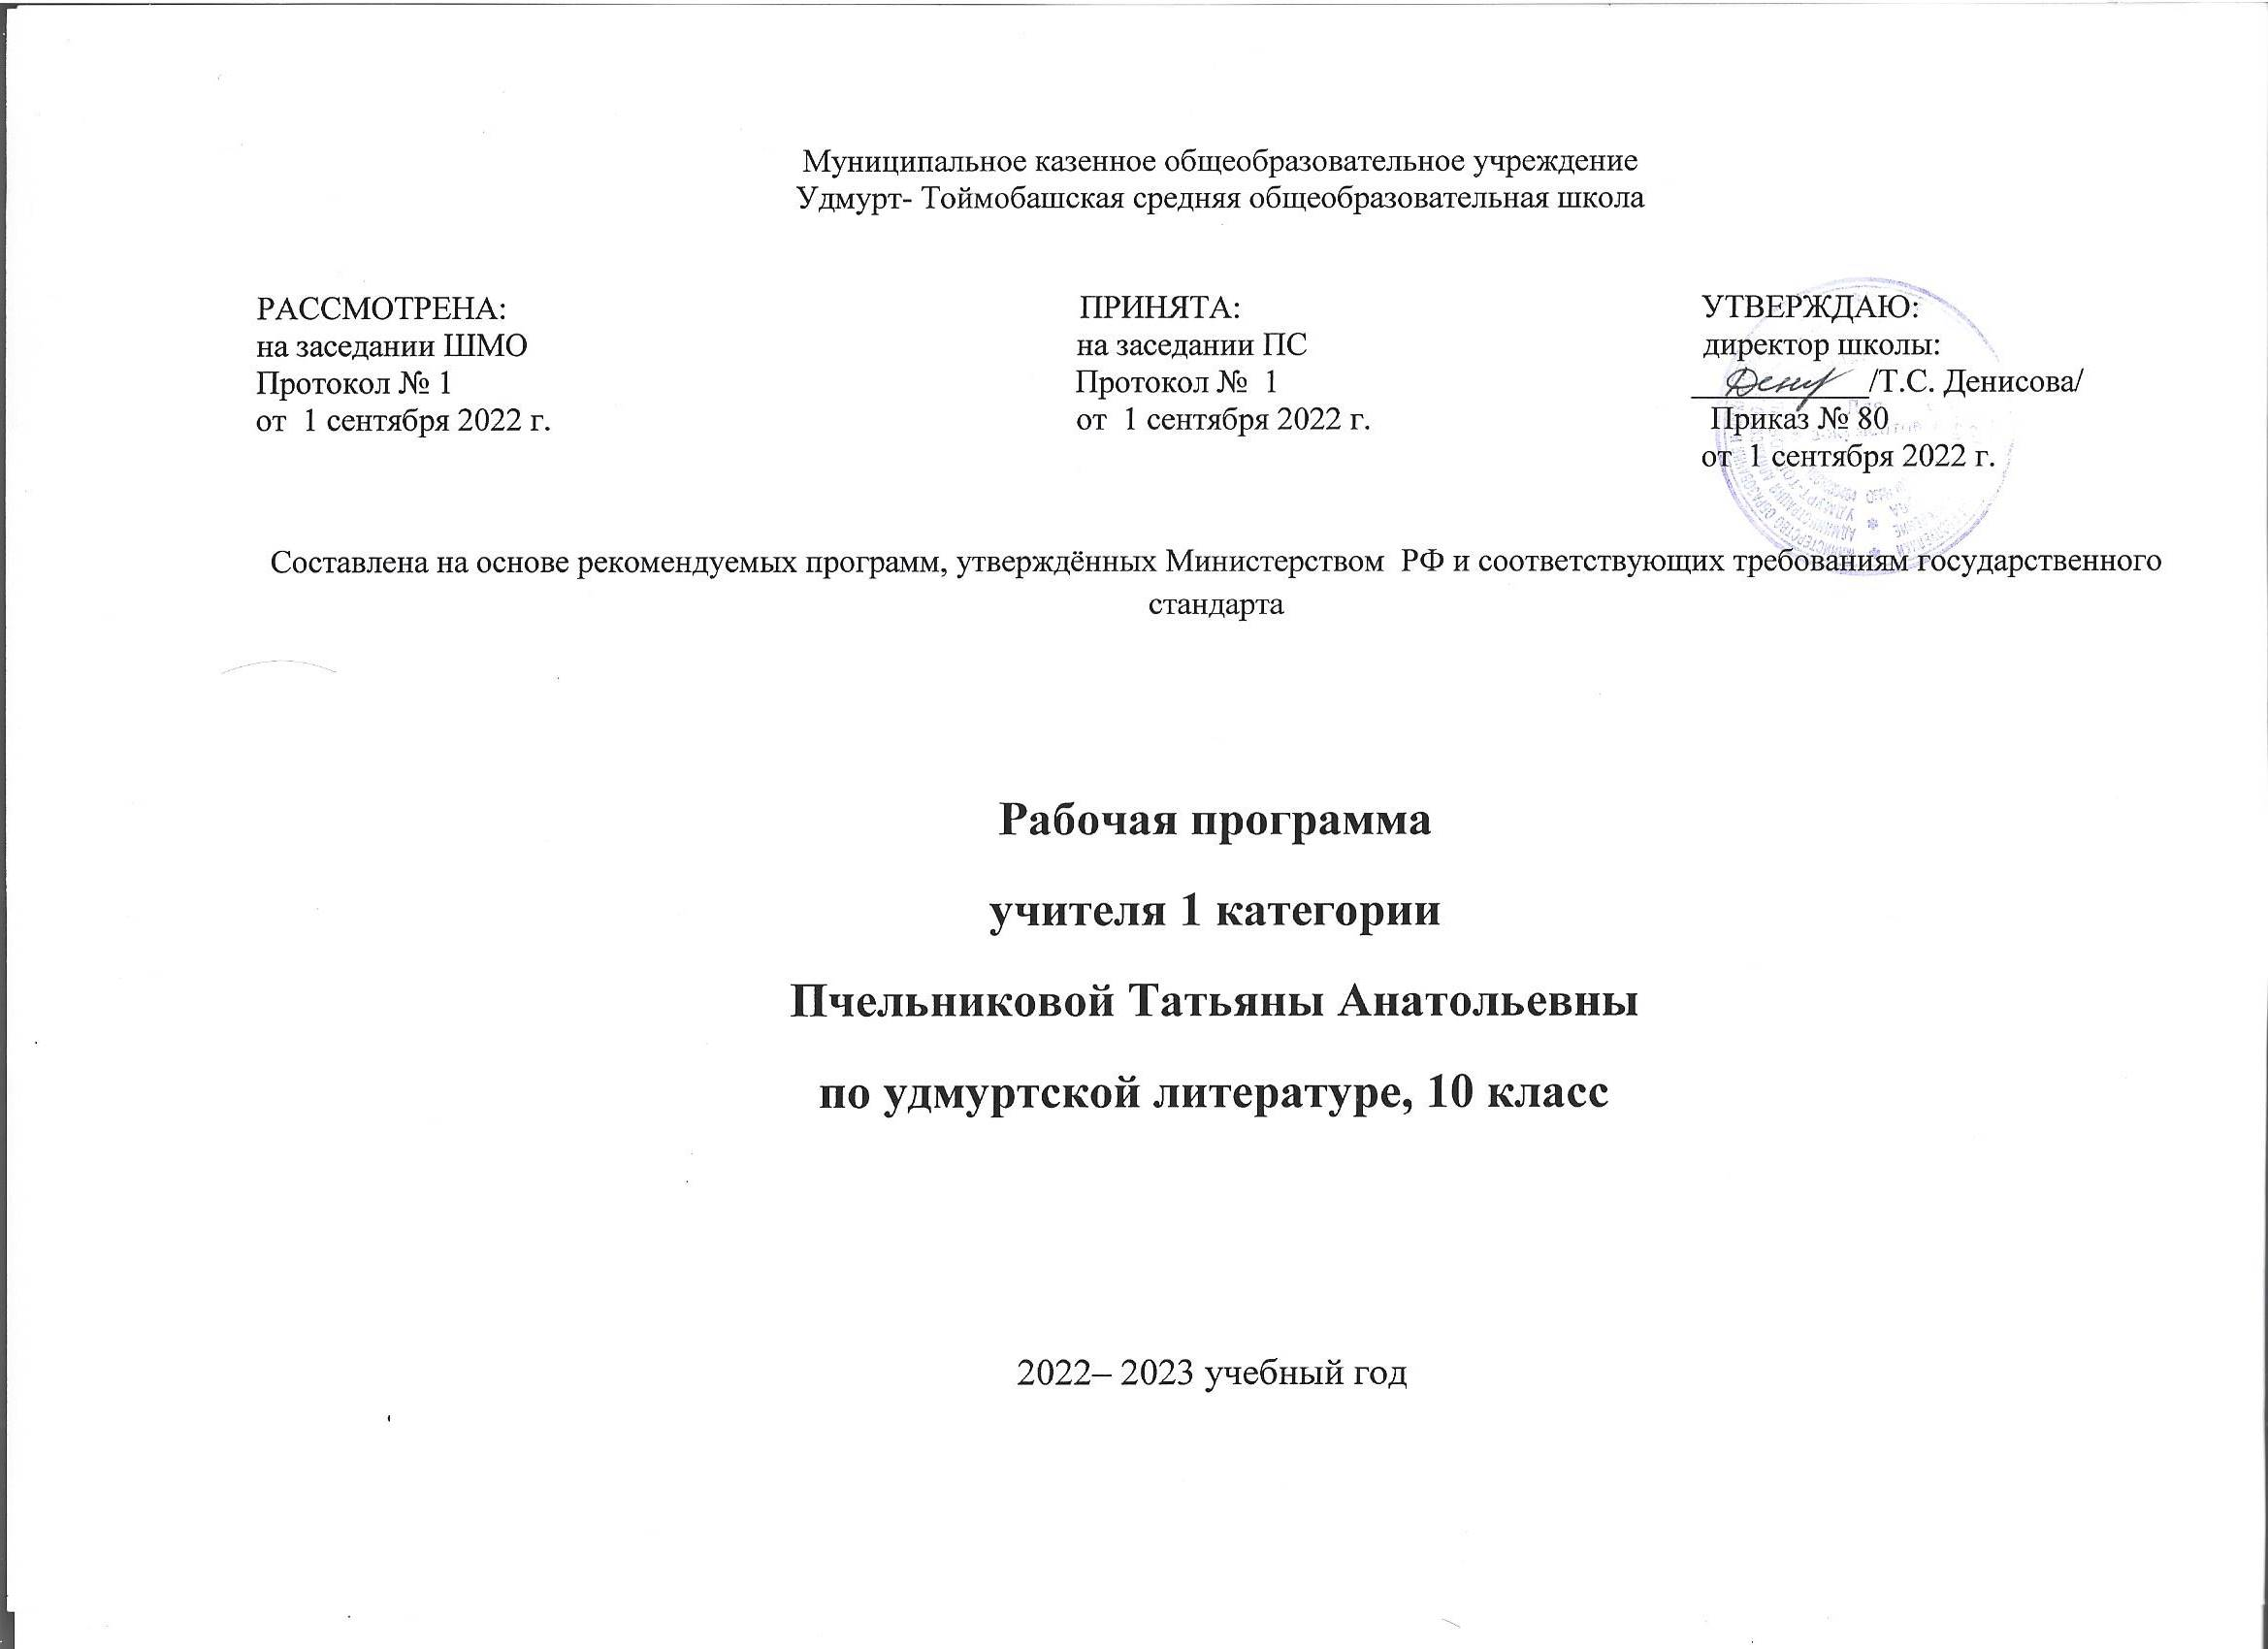 Муниципальное казенное общеобразовательное учреждение
Удмурт- Тоймобашская средняя общеобразовательная школа
РАССМОТРЕНА:
на заседании ШМО
Протокол № 1
от 1 сентября 2022 г.
ПРИНЯТА:
на заседании ПС
Протокол № 1
от 1 сентября 2022 г.
УТВЕРЖДАЮ:
директор школы:
/Т.С. Денисова/
Приказ № 80
от 1 сентября 2022 г.
Составлена на основе рекомендуемых программ, утверждённых Министерством РФ и соответствующих требованиям государственного
стандарта
Рабочая программа
учителя 1 категории
Пчельниковой Татьяны Анатольевны
по удмуртской литературе, 10 класс
2022– 2023 учебный год